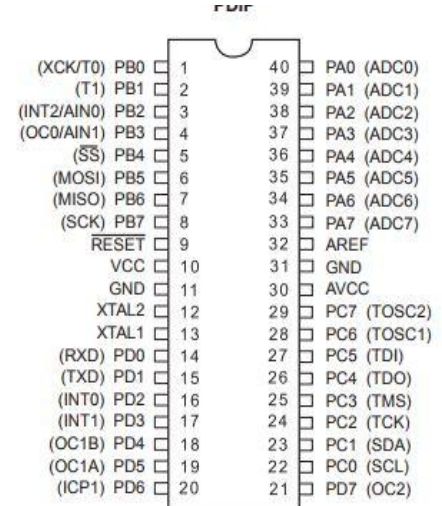 PDIP
(XCK/T0) PB0 1 40 PA0 (ADC0)
(T1) PB1 2 39 PA1 (ADC1)
(INT2/AIN0) PB2 3 38 PA2 (ADC2)
(OC0/AIN1) PB3 4 37 PA3 (ADC3)
(SS) PB4 5 36 PA4 (ADC4)
(MOSI) PB5 6 35 PA5 (ADC5)
(MISO) PB6 7 34 PA6 (ADC6)
(SCK) PB7 8 33 PA7 (ADC7)
RESET 9 32 AREF
VCC 10 31 GND
GND 11 30 AVCC
XTAL2 12 29 PC7 (TOSC2)
XTAL1 13 28 PC6 (TOSC1)
(RXD) PD0 14 27 PC5 (TDI)
(TXD) PD1 15 26 PC4 (TDO)
(INT0) PD2 16 25 PC3 (TMS)
(INT1) PD3 17 24 PC2 (TCK)
(OC1B) PD4 18 23 PC1 (SDA)
(OC1A) PD5 19 22 PC0 (SCL)
(ICP1) PD6 20 21 PD7 (OC2)